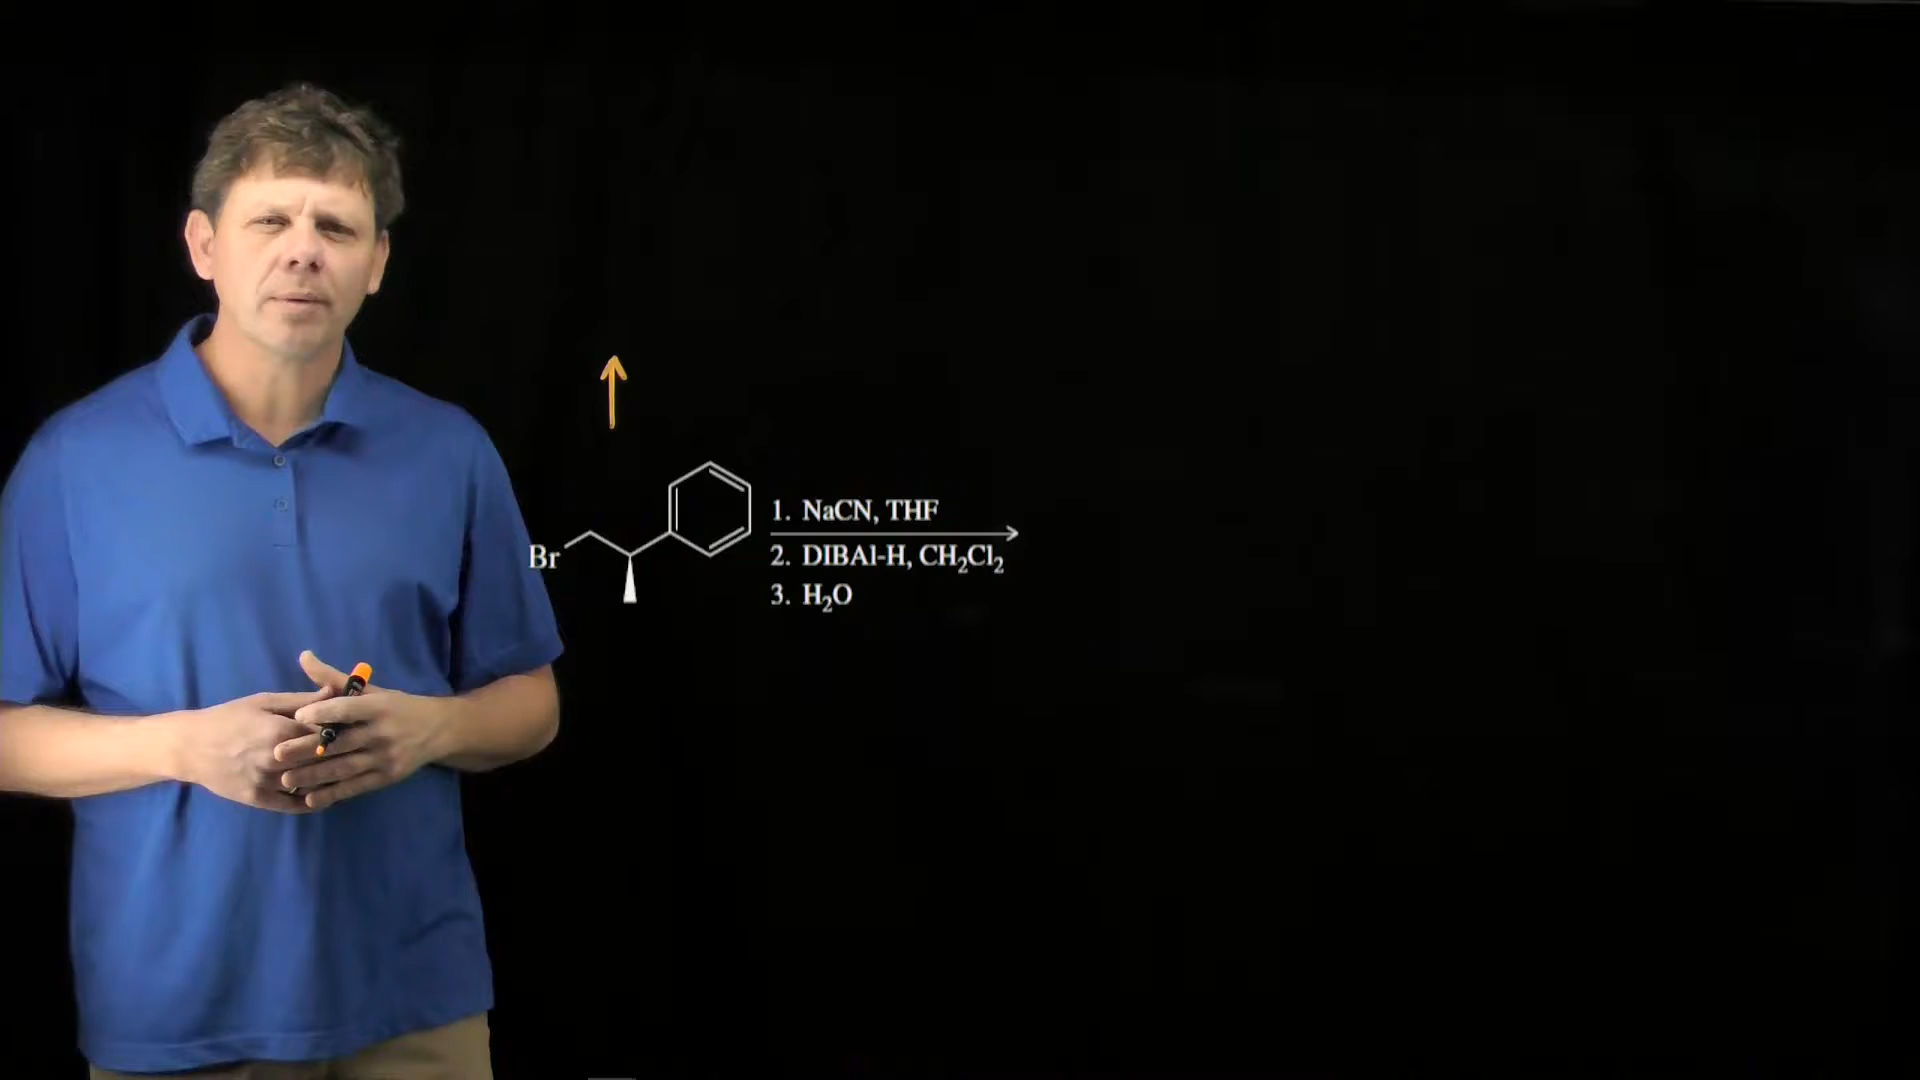 1. NaCN, THF
Br
2. DIBAl-H, CH₂Cl₂
3. H₂O